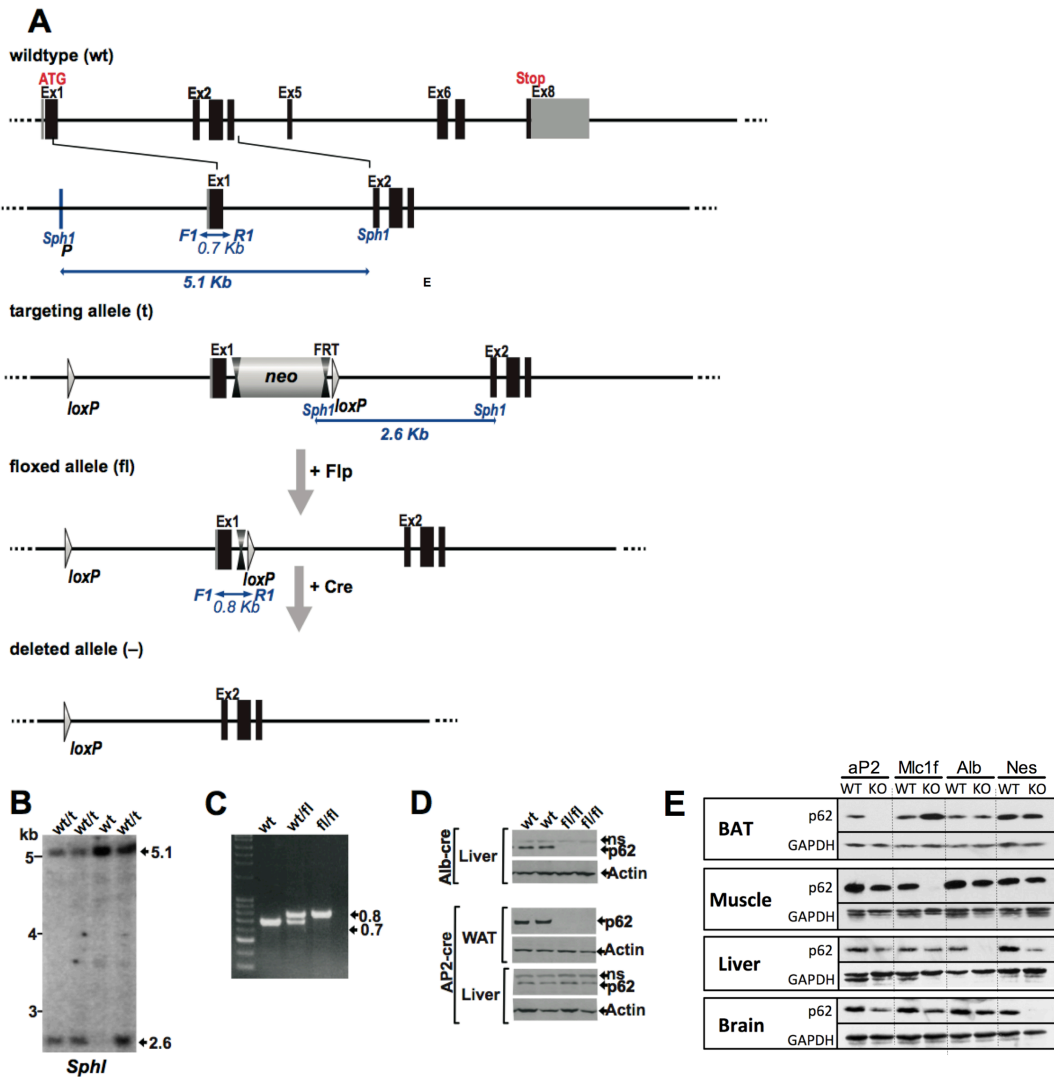 A
wildtype (wt)
ATG
Stop
Ex1
Ex2
Ex5
Ex6
Ex8
Ex1
Ex2
Sph1
P
F1
R1
0.7 Kb
Sph1
5.1 Kb
E
targeting allele (t)
Ex1
FRT
Ex2
neo
loxP
Sph1
loxP
Sph1
2.6 Kb
floxed allele (fl)
+ Flp
Ex1
Ex2
loxP
loxP
F1
R1
0.8 Kb
+ Cre
deleted allele (–)
Ex2
loxP
B
wt/t
wt/t
wt
wt/t
kb
5
5.1
4
3
2.6
SphI
C
wt
wt/fl
fl/fl
0.8
0.7
D
wt
wt
fl/fl
fl/fl
Alb-cre
Liver
ns
p62
Actin
AP2-cre
WAT
p62
Actin
Liver
ns
p62
Actin
E
aP2 Mlc1f Alb Nes
WT KO WT KO WT KO WT KO
BAT
p62
GAPDH
Muscle
p62
GAPDH
Liver
p62
GAPDH
Brain
p62
GAPDH